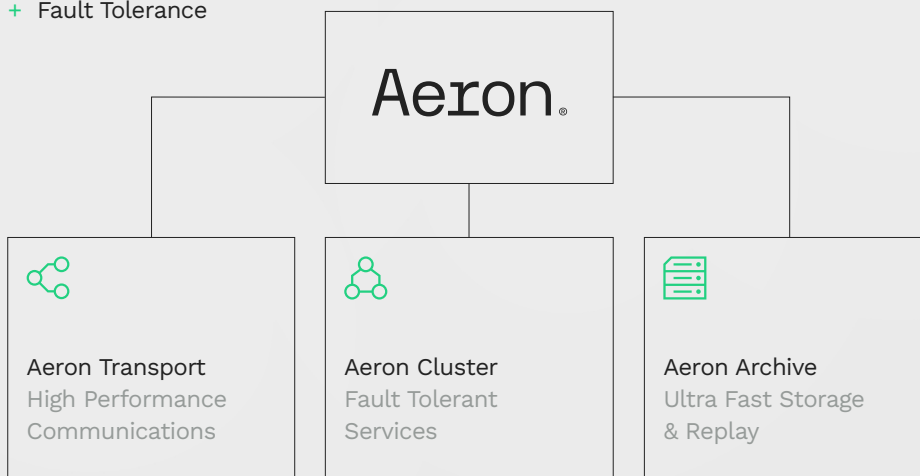 + Fault Tolerance
Aeron®
Aeron Transport
High Performance
Communications
Aeron Cluster
Fault Tolerant
Services
Aeron Archive
Ultra Fast Storage
& Replay